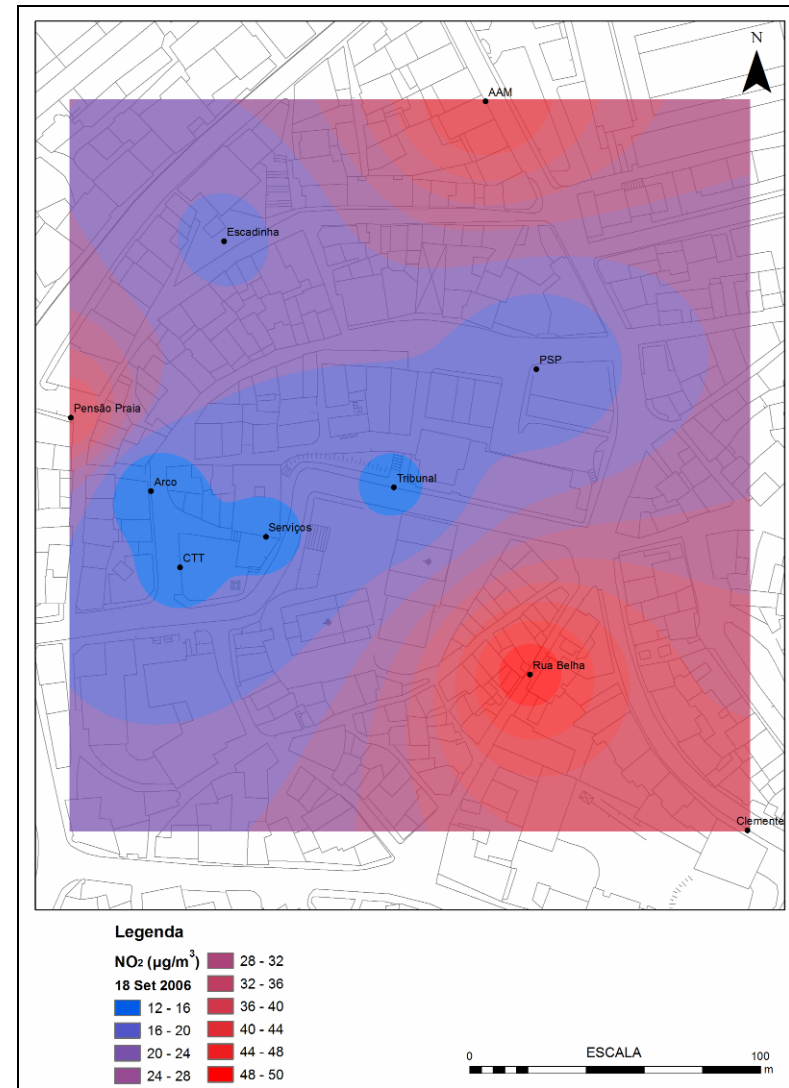 N
AAM
Escadinha
PSP
Pensão Praia
Arco
Tribunal
Serviços
CTT
Rua Belha
Clemente
Legenda
NO2 (µg/m³)
18 Set 2006
12 - 16
16 - 20
20 - 24
24 - 28
28 - 32
32 - 36
36 - 40
40 - 44
44 - 48
48 - 50
ESCALA
0 100
m